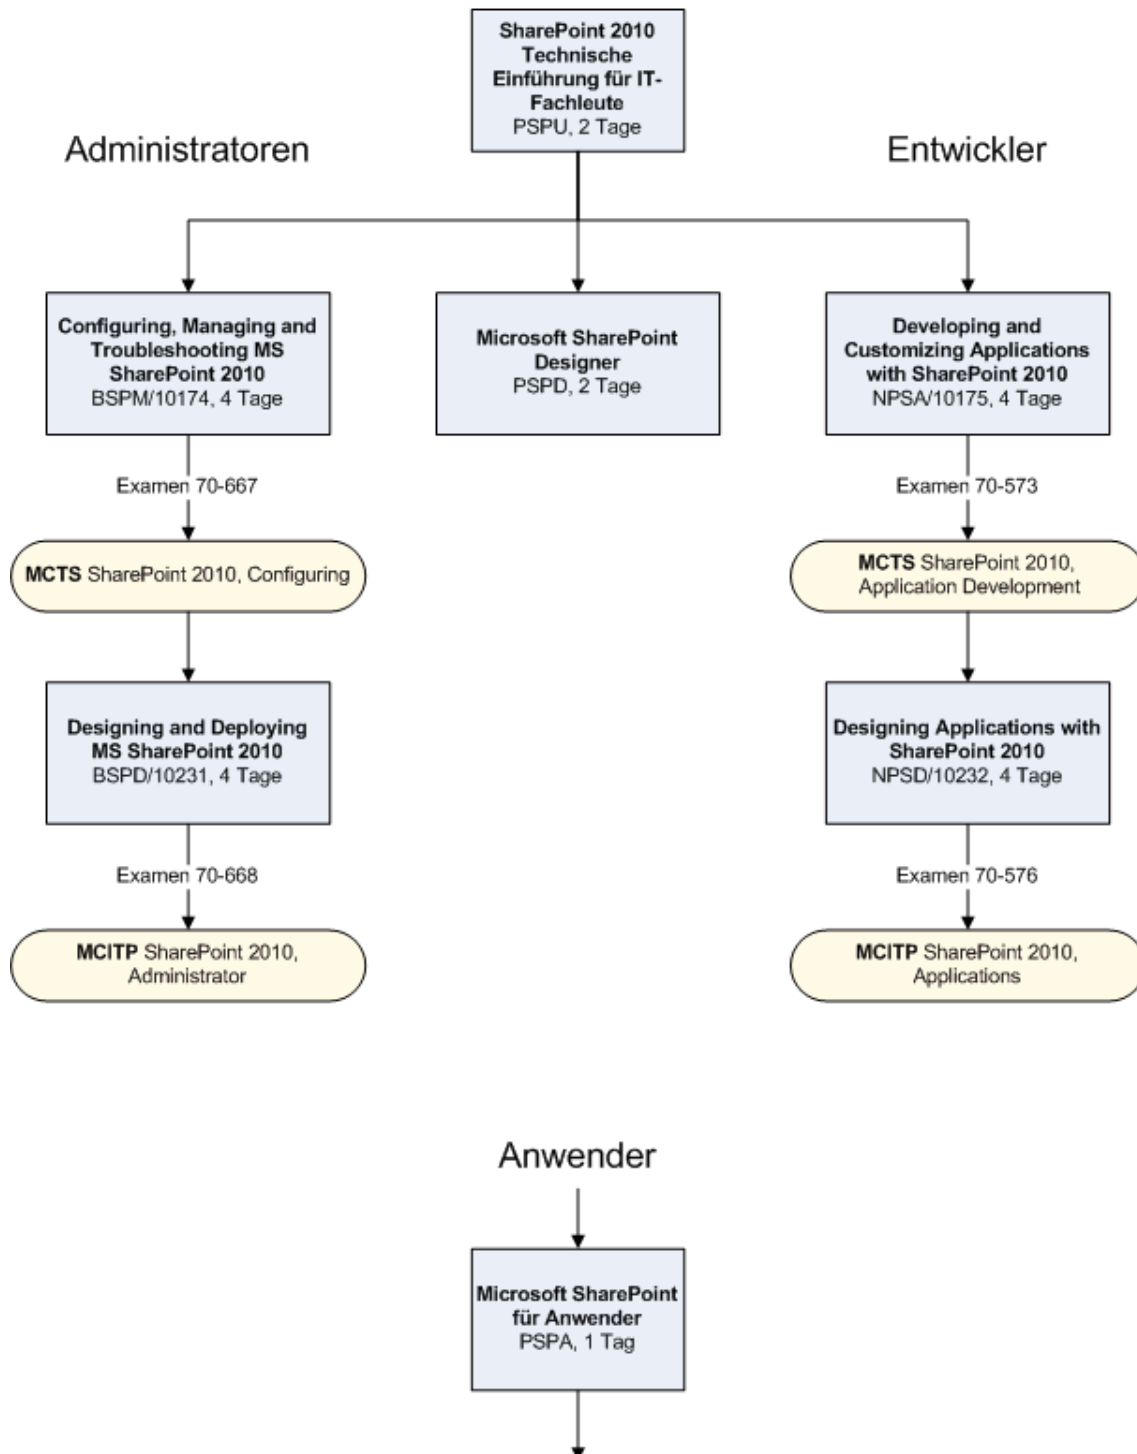 SharePoint 2010
Technische
Einführung für IT-
Fachleute
PSPU, 2 Tage
Administratoren
Entwickler
Configuring, Managing and
Troubleshooting MS
SharePoint 2010
BSPM/10174, 4 Tage
Microsoft SharePoint
Designer
PSPD, 2 Tage
Developing and
Customizing Applications
with SharePoint 2010
NPSA/10175, 4 Tage
Examen 70-667
Examen 70-573
MCTS SharePoint 2010, Configuring
MCTS SharePoint 2010,
Application Development
Designing and Deploying
MS SharePoint 2010
BSPD/10231, 4 Tage
Designing Applications with
SharePoint 2010
NPSD/10232, 4 Tage
Examen 70-668
Examen 70-576
MCITP SharePoint 2010,
Administrator
MCITP SharePoint 2010,
Applications
Anwender
Microsoft SharePoint
für Anwender
PSPA, 1 Tag